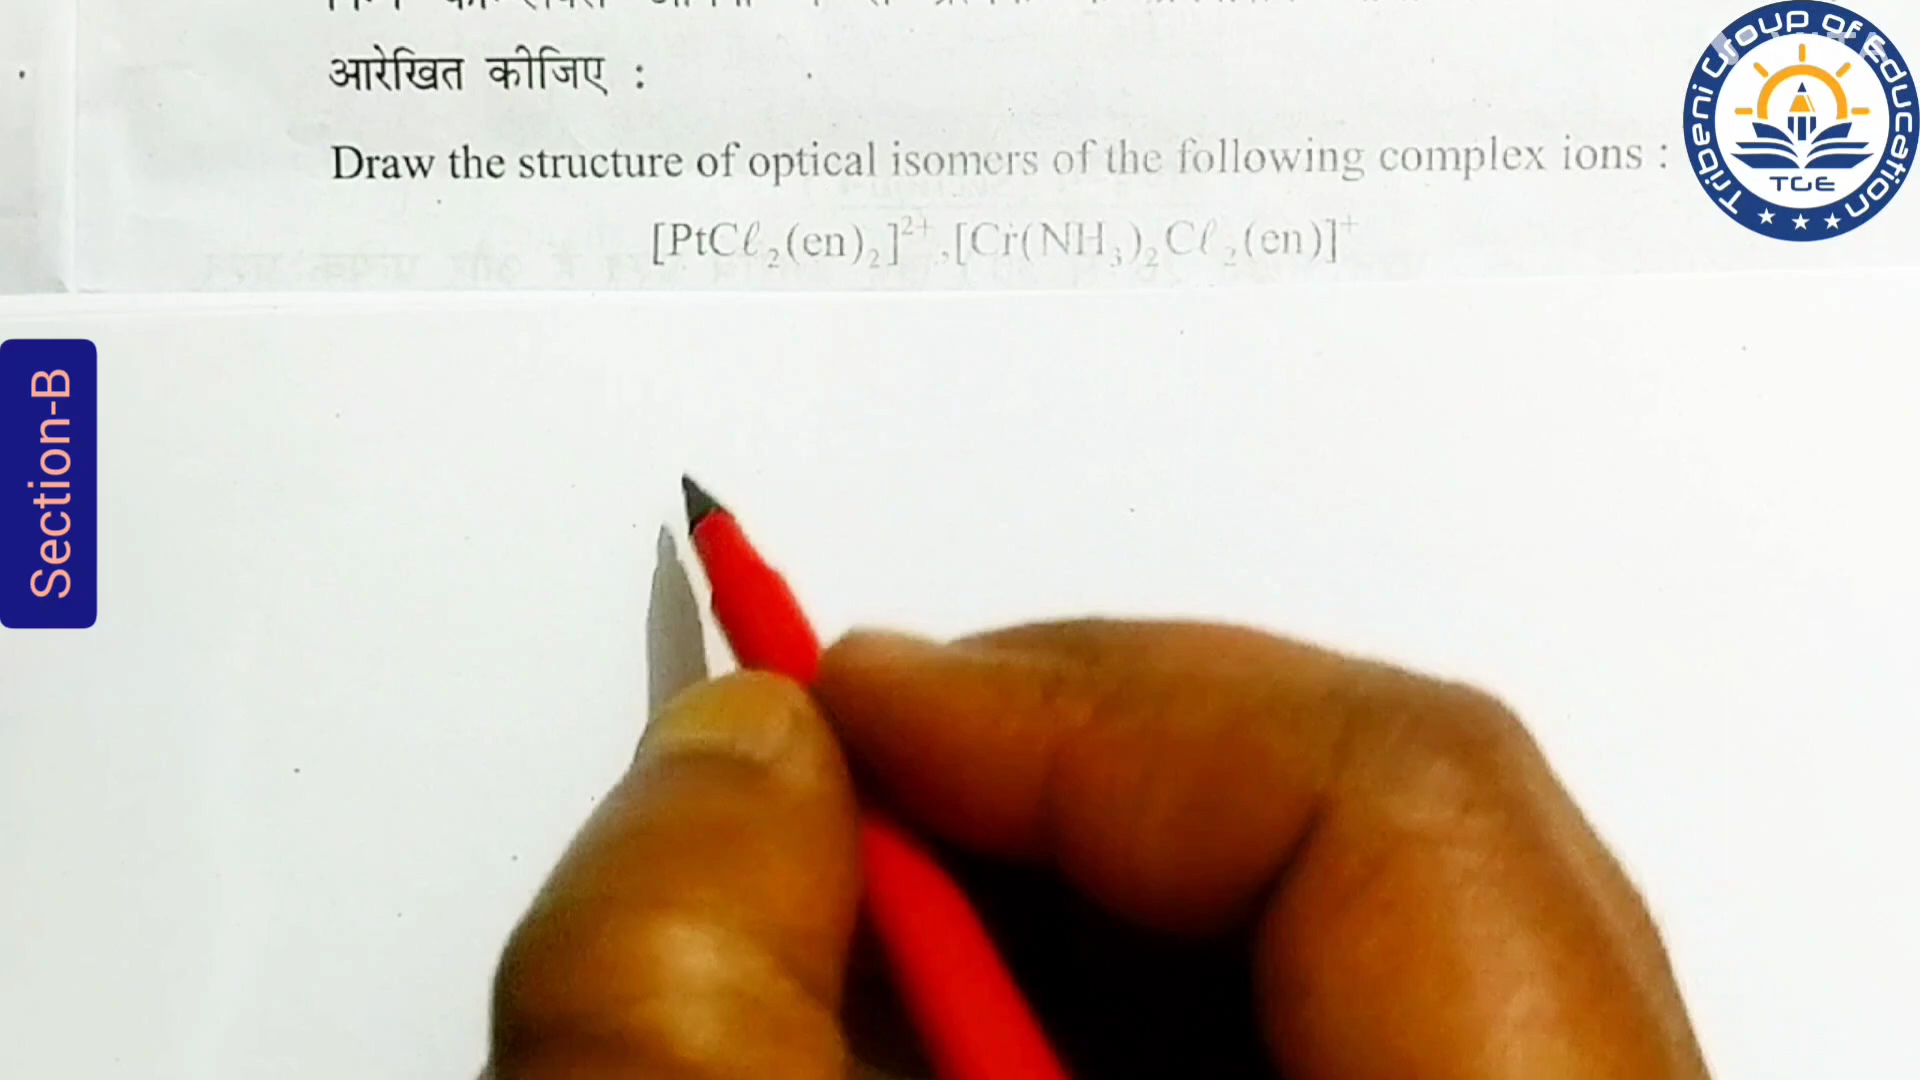 आरेखित कीजिए :
Draw the structure of optical isomers of the following complex ions :
[PtCℓ₂(en)₂]²⁺,[Cr(NH₃)₂Cℓ₂(en)]⁺
Tribeni Group of Education
TGE
Section-B